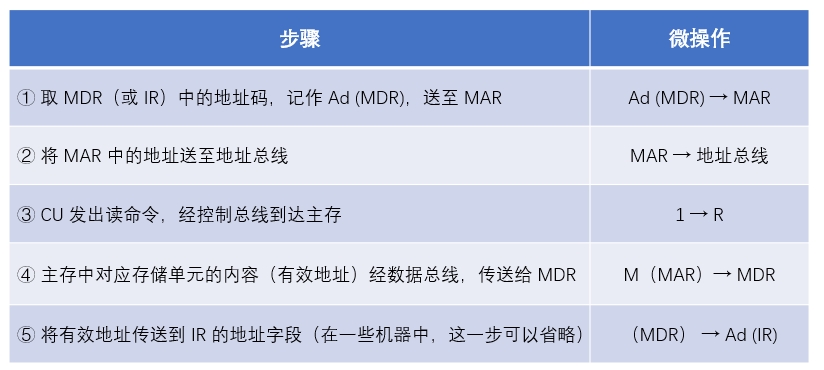 步骤 微操作
① 取 MDR（或 IR）中的地址码，记作 Ad (MDR)，送至 MAR Ad (MDR) → MAR
② 将 MAR 中的地址送至地址总线 MAR → 地址总线
③ CU 发出读命令，经控制总线到达主存 1 → R
④ 主存中对应存储单元的内容（有效地址）经数据总线，传送给 MDR M（MAR）→ MDR
⑤ 将有效地址传送到 IR 的地址字段（在一些机器中，这一步可以省略） （MDR） → Ad (IR)